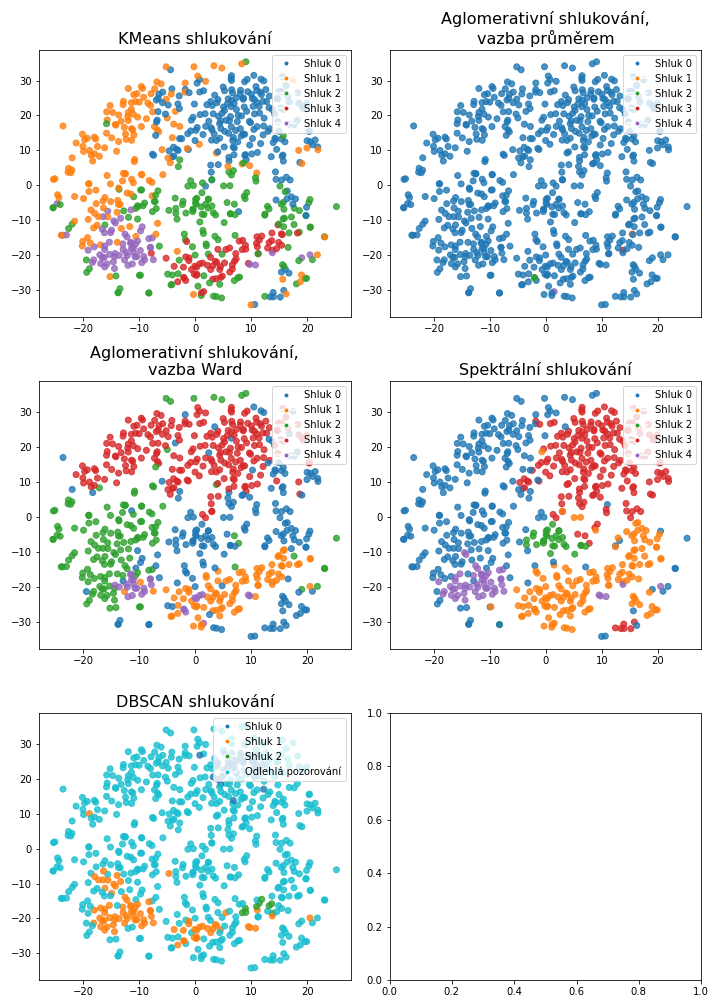 KMeans shlukování
Shluk 0
Shluk 1
Shluk 2
Shluk 3
Shluk 4
30
20
10
0
−10
−20
−30
−20
−10
0
10
20
Aglomerativní shlukování,
vazba průměrem
Shluk 0
Shluk 1
Shluk 2
Shluk 3
Shluk 4
30
20
10
0
−10
−20
−30
−20
−10
0
10
20
Aglomerativní shlukování,
vazba Ward
Shluk 0
Shluk 1
Shluk 2
Shluk 3
Shluk 4
30
20
10
0
−10
−20
−30
−20
−10
0
10
20
Spektrální shlukování
Shluk 0
Shluk 1
Shluk 2
Shluk 3
Shluk 4
30
20
10
0
−10
−20
−30
−20
−10
0
10
20
DBSCAN shlukování
Shluk 0
Shluk 1
Shluk 2
Odlehlá pozorování
30
20
10
0
−10
−20
−30
−20
−10
0
10
20
1.0
0.8
0.6
0.4
0.2
0.0
0.0
0.2
0.4
0.6
0.8
1.0